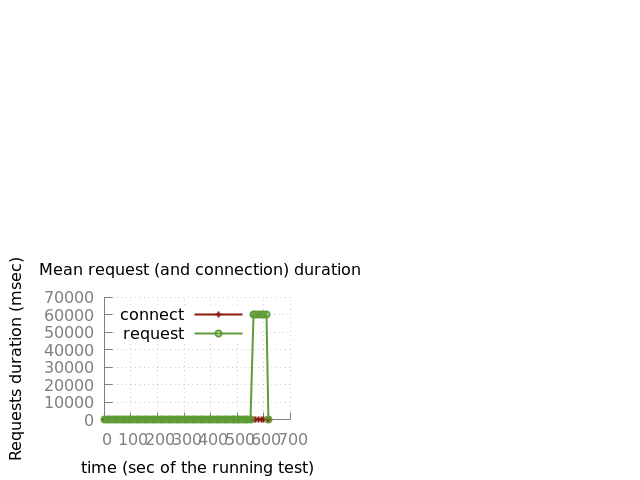 Mean request (and connection) duration
Requests duration (msec)
70000
60000
50000
40000
30000
20000
10000
0
connect
request
0 100 200 300 400 500 600 700
time (sec of the running test)